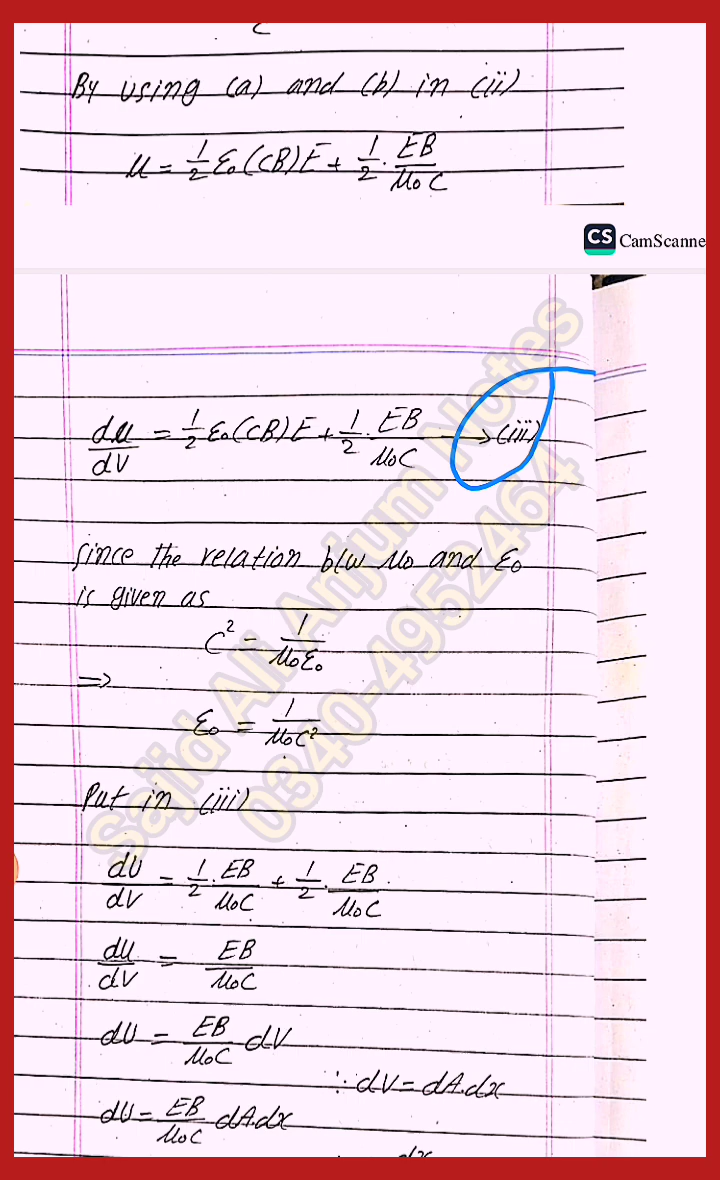 C
By using (a) and (b) in (ii)
u = 1/2 ε₀(CB)E + 1/2 . EB/μ₀C
CS CamScanne
du/dV = 1/2 ε₀(CB)E + 1/2 . EB/μ₀C → (iii)
Since the relation b/w μ₀ and ε₀
is given as
C² = 1/μ₀ε₀
⇒
ε₀ = 1/μ₀C²
Put in (iii)
dU/dV = 1/2 . EB/μ₀C + 1/2 . EB/μ₀C
dU/dV = EB/μ₀C
dU = EB/μ₀C dV
∵ dV = dA.dx
dU = EB/μ₀C dA.dx
Sajid Ali Anjum Notes
0340-4952464